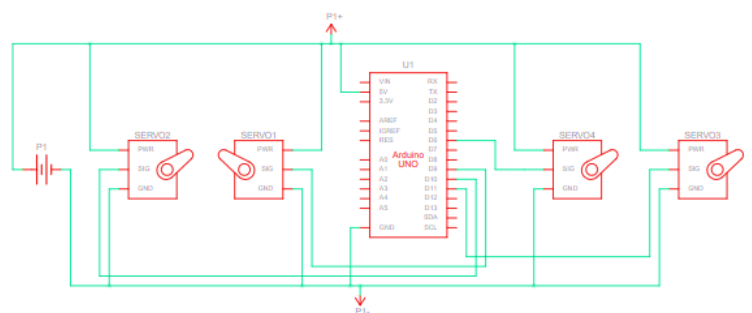 P1+
P1
SERVO2
PWR
SIG
GND
SERVO1
PWR
SIG
GND
U1
VIN
5V
3.3V
AREF
IOREF
RES
A0
A1
A2
A3
A4
A5
GND
Arduino
UNO
RX
TX
D2
D3
D4
D5
D6
D7
D8
D9
D10
D11
D12
D13
SDA
SCL
SERVO4
PWR
SIG
GND
SERVO3
PWR
SIG
GND
P1-